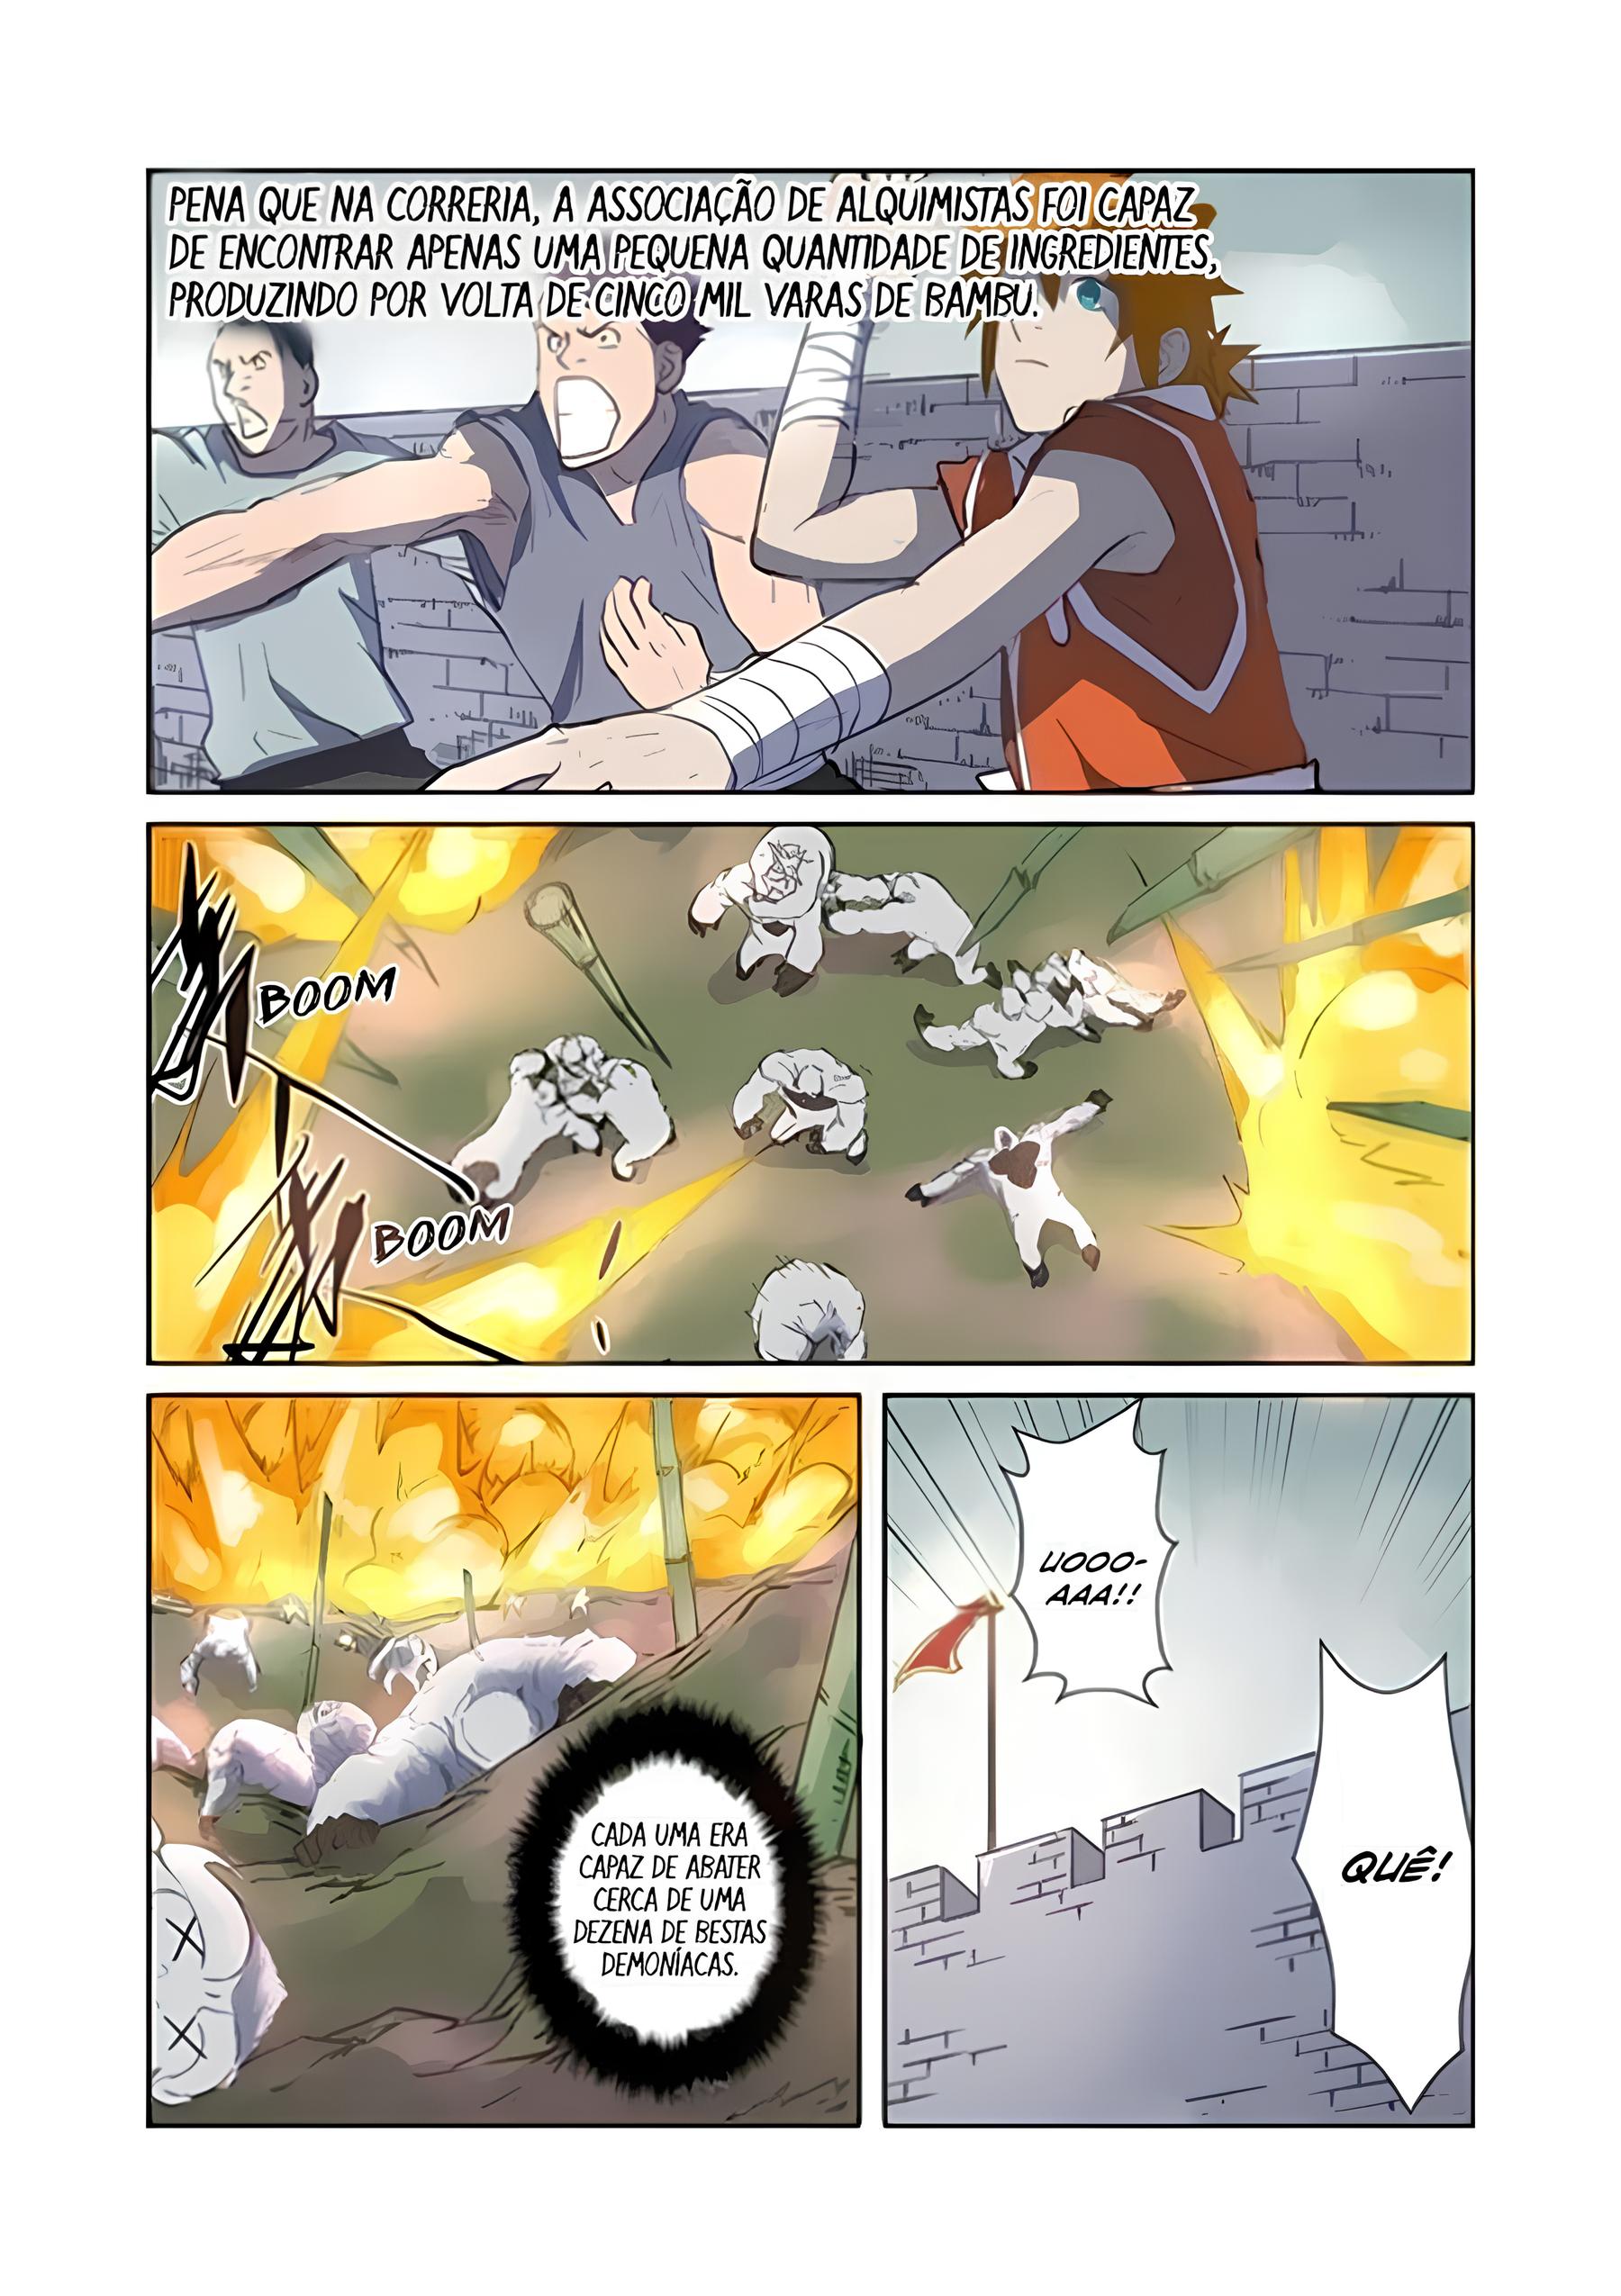 PENA QUE NA CORRERIA, A ASSOCIAÇÃO DE ALQUIMISTAS FOI CAPAZ
DE ENCONTRAR APENAS UMA PEQUENA QUANTIDADE DE INGREDIENTES,
PRODUZINDO POR VOLTA DE CINCO MIL VARAS DE BAMBU.
BOOM
BOOM
CADA UMA ERA
CAPAZ DE ABATER
CERCA DE UMA
DEZENA DE BESTAS
DEMONÍACAS.
UOOO-
AAA!!
QUÊ!